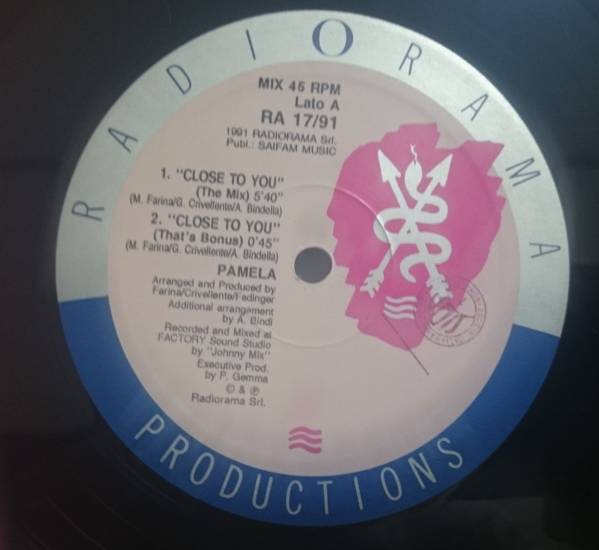 RADIORAMA
MIX 45 RPM
Lato A
RA 17/91
1991 RADIORAMA Srl.
Publ.: SAIFAM MUSIC
1. "CLOSE TO YOU"
(The Mix) 5'40"
(M. Farina/G. Crivellente/A. Bindella)
2. "CLOSE TO YOU"
(That's Bonus) 0'45"
(M. Farina/G. Crivellente/A. Bindella)
PAMELA
Arranged and Produced by
Farina/Crivellente/Fadinger
Additional arrangement
by A. Bindi
Recorded and Mixed at
FACTORY Sound Studio
by "Johnny Mix"
Executive Prod.
by P. Gemma
© & ℗
Radiorama Srl.
PRODUCTIONS